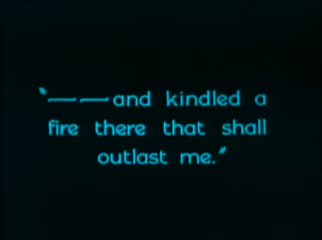 "——and kindled a
fire there that shall
outlast me."